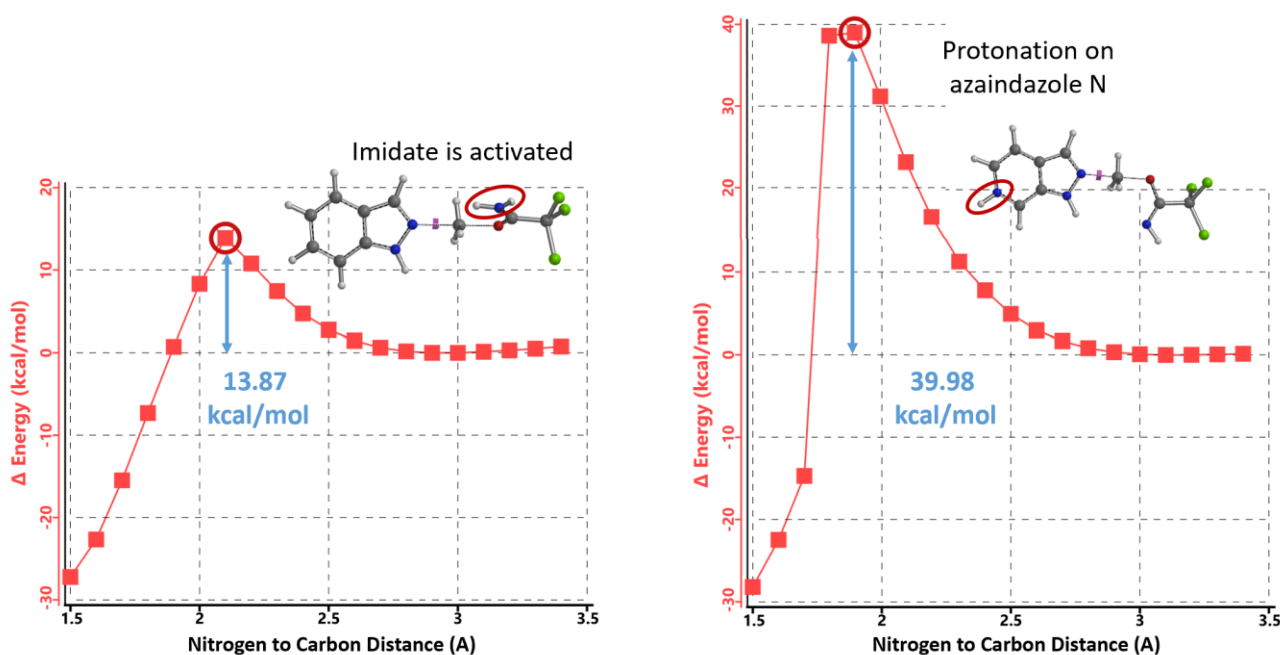 Imidate is activated
Δ Energy (kcal/mol)
20
10
0
-10
-20
-30
13.87
kcal/mol
1.5
2
2.5
3
3.5
Nitrogen to Carbon Distance (A)
Protonation on
azaindazole N
Δ Energy (kcal/mol)
40
30
20
10
0
-10
-20
-30
39.98
kcal/mol
1.5
2
2.5
3
3.5
Nitrogen to Carbon Distance (A)